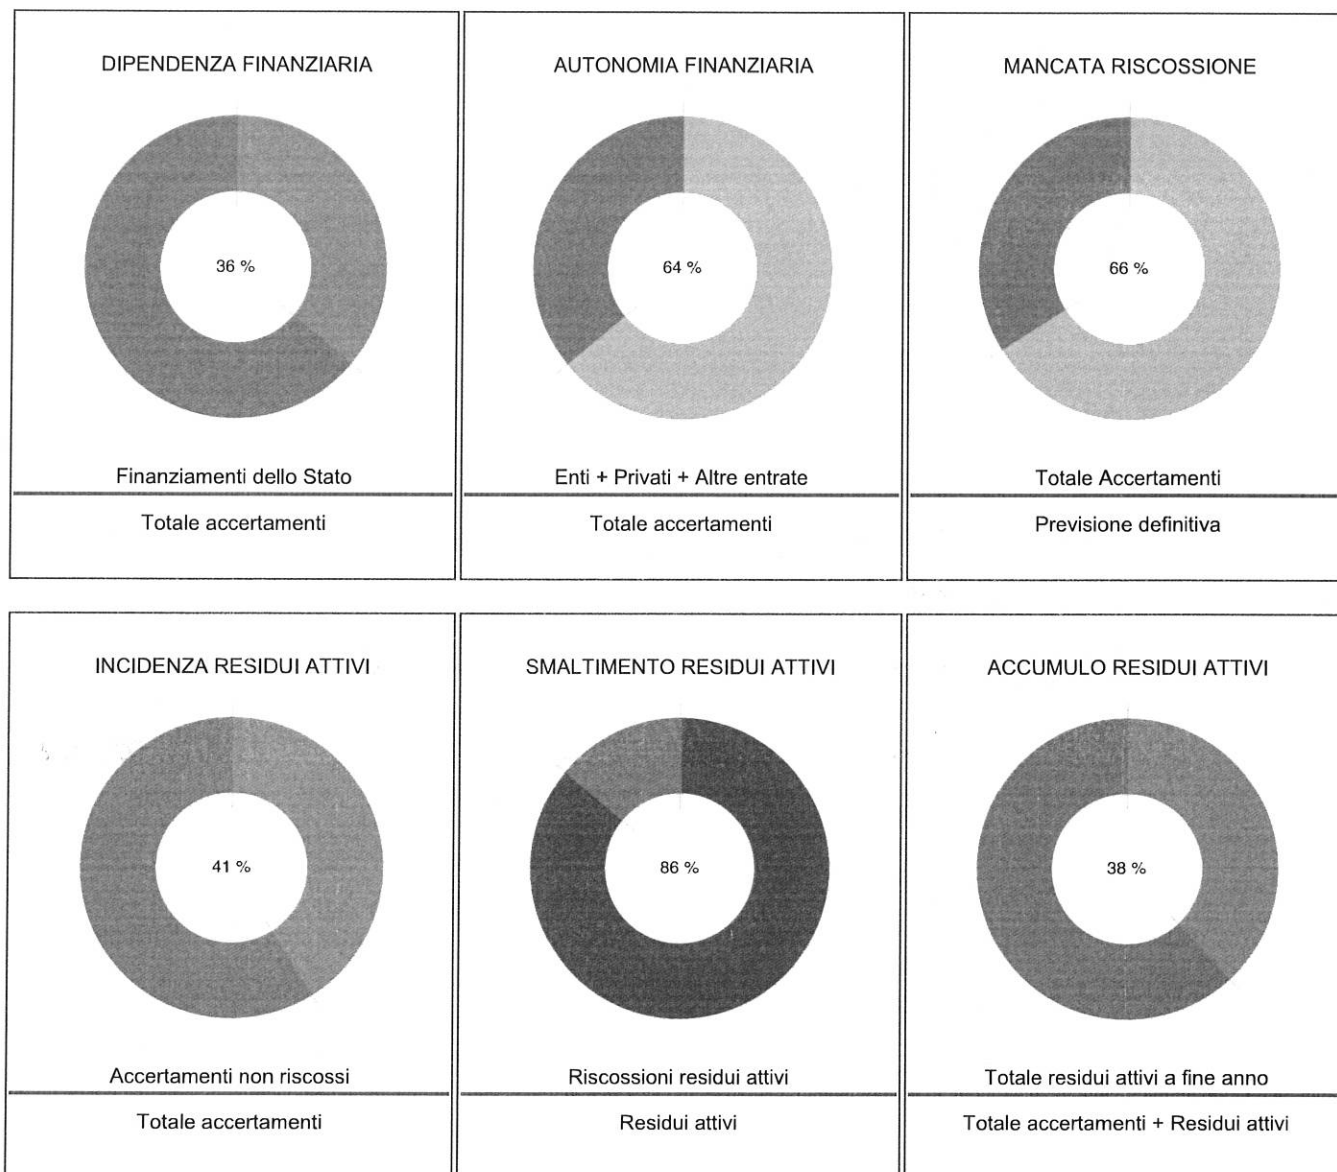 DIPENDENZA FINANZIARIA
36 %
Finanziamenti dello Stato
Totale accertamenti
AUTONOMIA FINANZIARIA
64 %
Enti + Privati + Altre entrate
Totale accertamenti
MANCATA RISCOSSIONE
66 %
Totale Accertamenti
Previsione definitiva
INCIDENZA RESIDUI ATTIVI
41 %
Accertamenti non riscossi
Totale accertamenti
SMALTIMENTO RESIDUI ATTIVI
86 %
Riscossioni residui attivi
Residui attivi
ACCUMULO RESIDUI ATTIVI
38 %
Totale residui attivi a fine anno
Totale accertamenti + Residui attivi